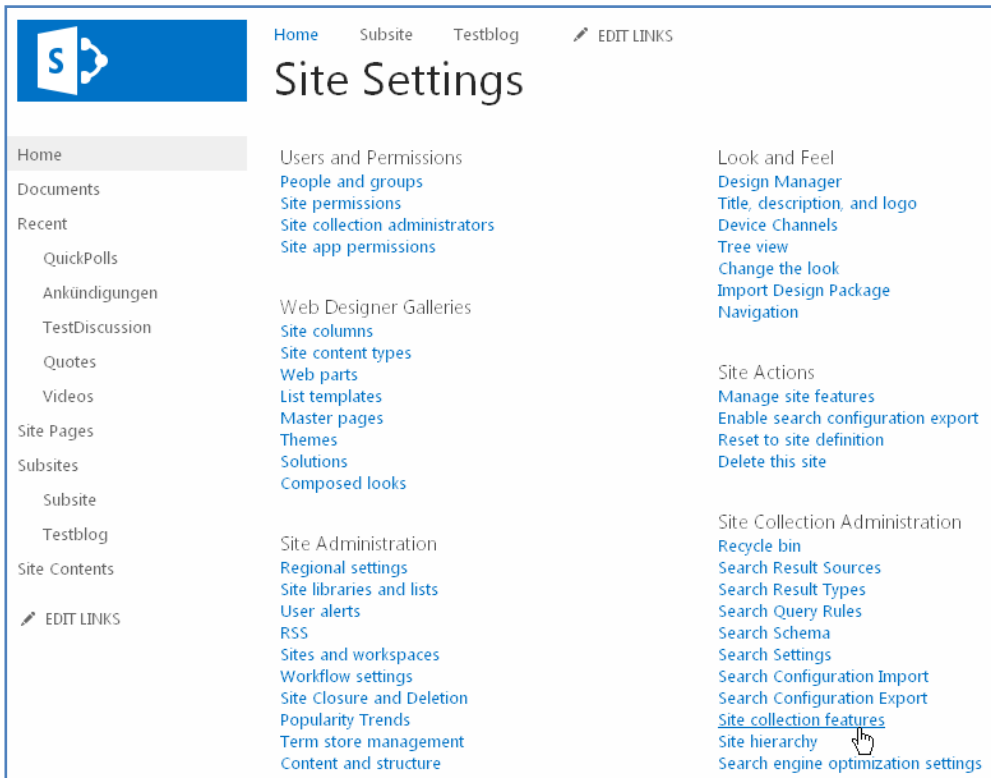 S
Home Subsite Testblog EDIT LINKS
Site Settings
Home
Documents
Recent
QuickPolls
Ankündigungen
TestDiscussion
Quotes
Videos
Site Pages
Subsites
Subsite
Testblog
Site Contents
EDIT LINKS
Users and Permissions
People and groups
Site permissions
Site collection administrators
Site app permissions
Web Designer Galleries
Site columns
Site content types
Web parts
List templates
Master pages
Themes
Solutions
Composed looks
Site Administration
Regional settings
Site libraries and lists
User alerts
RSS
Sites and workspaces
Workflow settings
Site Closure and Deletion
Popularity Trends
Term store management
Content and structure
Look and Feel
Design Manager
Title, description, and logo
Device Channels
Tree view
Change the look
Import Design Package
Navigation
Site Actions
Manage site features
Enable search configuration export
Reset to site definition
Delete this site
Site Collection Administration
Recycle bin
Search Result Sources
Search Result Types
Search Query Rules
Search Schema
Search Settings
Search Configuration Import
Search Configuration Export
Site collection features
Site hierarchy
Search engine optimization settings